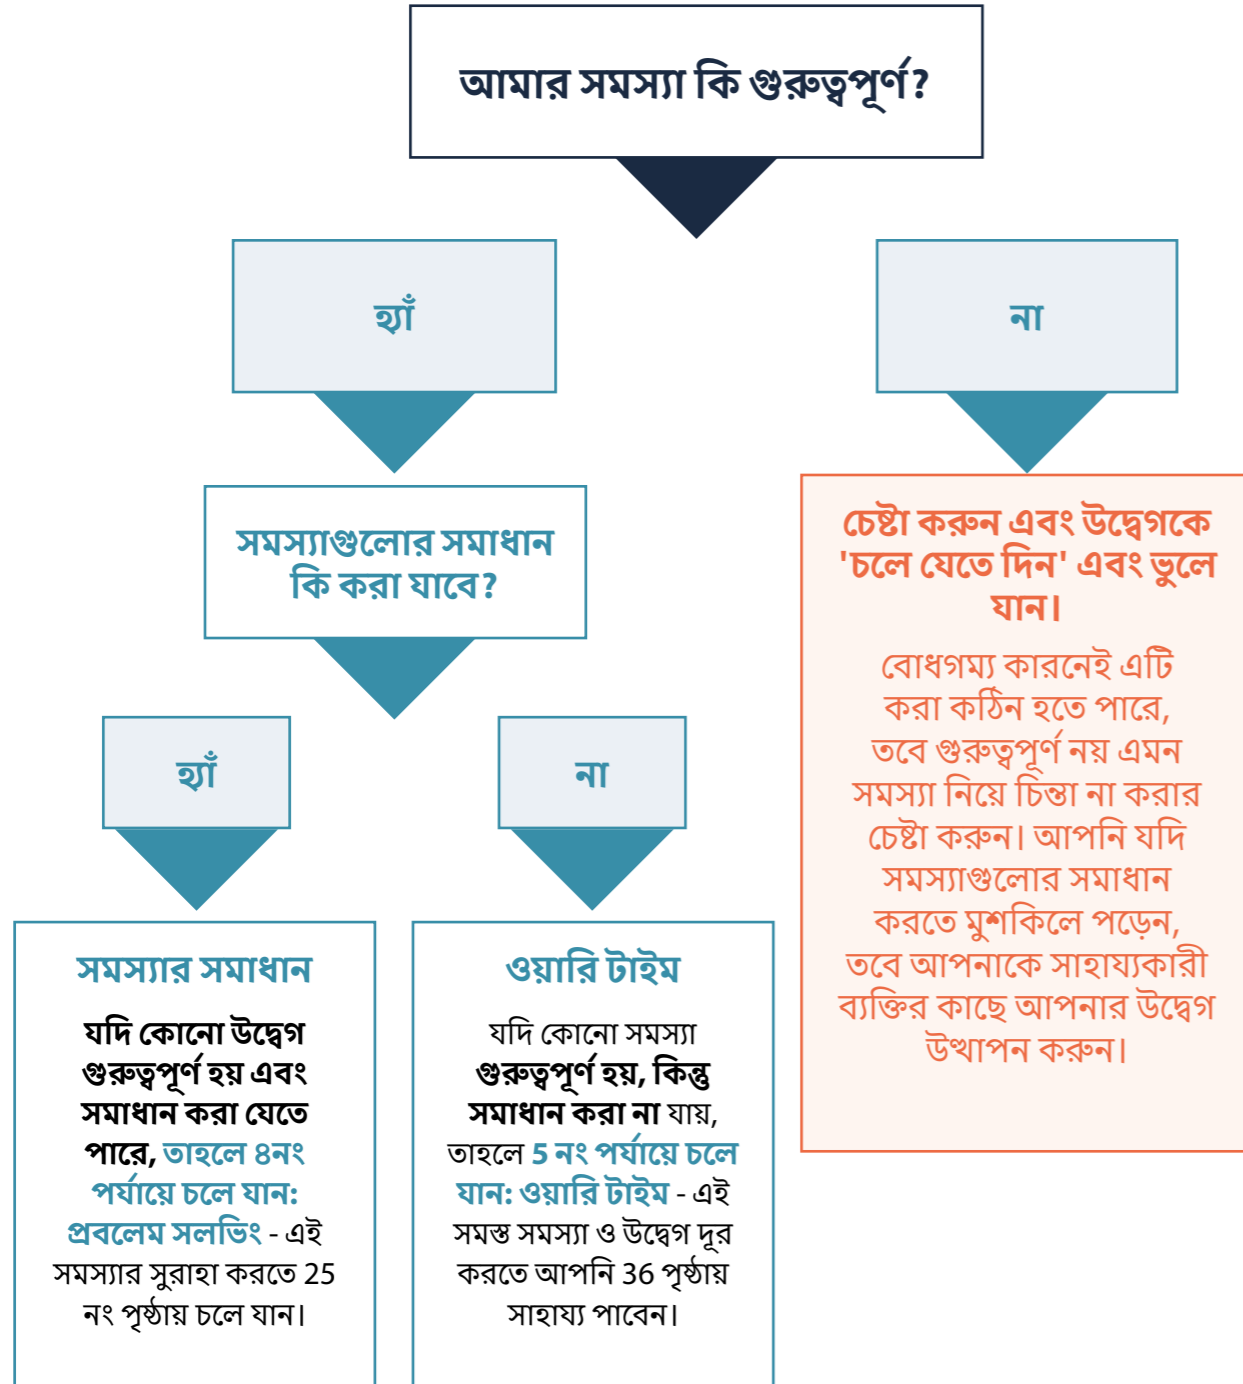 আমার সমস্যা কি গুরুত্বপূর্ণ?
হ্যাঁ
না
সমস্যাগুলোর সমাধান
কি করা যাবে?
হ্যাঁ
না
সমস্যার সমাধান
যদি কোনো উদ্বেগ
গুরুত্বপূর্ণ হয় এবং
সমাধান করা যেতে
পারে, তাহলে ৪নং
পর্যায়ে চলে যান:
প্রবলেম সলভিং - এই
সমস্যার সুরাহা করতে 25
নং পৃষ্ঠায় চলে যান।
ওয়ারি টাইম
যদি কোনো সমস্যা
গুরুত্বপূর্ণ হয়, কিন্তু
সমাধান করা না যায়,
তাহলে 5 নং পর্যায়ে চলে
যান: ওয়ারি টাইম - এই
সমস্ত সমস্যা ও উদ্বেগ দূর
করতে আপনি 36 পৃষ্ঠায়
সাহায্য পাবেন।
চেষ্টা করুন এবং উদ্বেগকে
'চলে যেতে দিন' এবং ভুলে
যান।
বোধগম্য কারনেই এটি
করা কঠিন হতে পারে,
তবে গুরুত্বপূর্ণ নয় এমন
সমস্যা নিয়ে চিন্তা না করার
চেষ্টা করুন। আপনি যদি
সমস্যাগুলোর সমাধান
করতে মুশকিলে পড়েন,
তবে আপনাকে সাহায্যকারী
ব্যক্তির কাছে আপনার উদ্বেগ
উত্থাপন করুন।